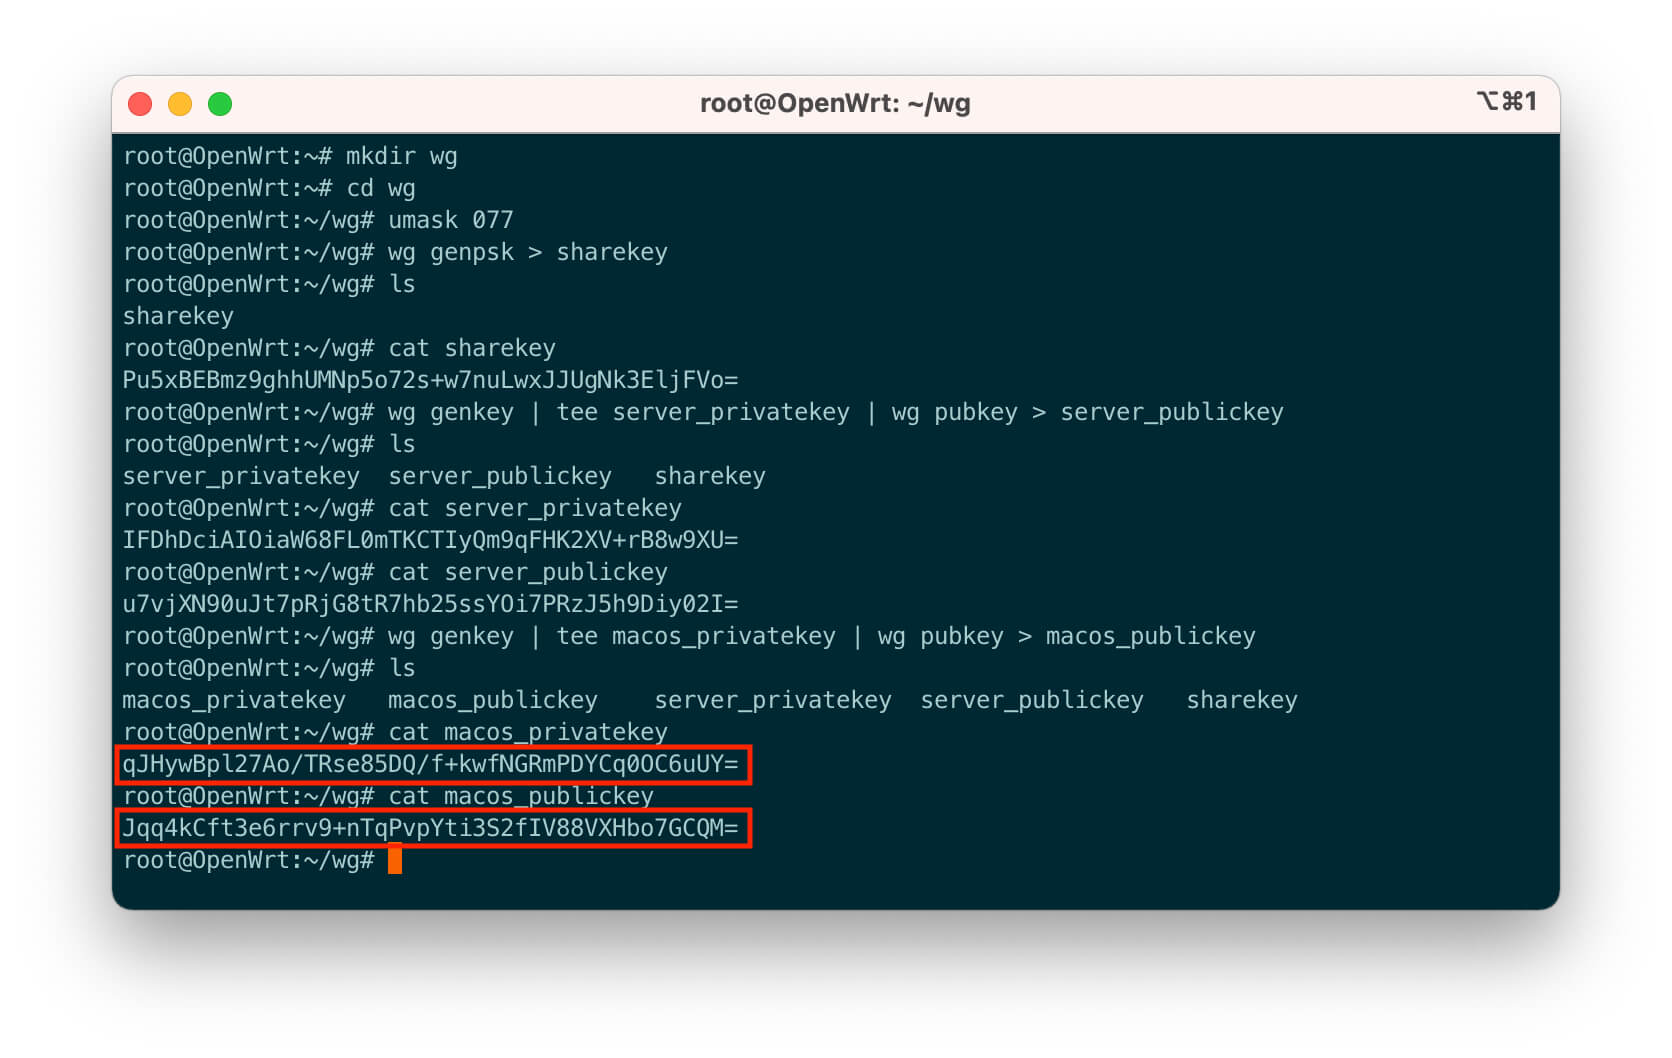 root@OpenWrt: ~/wg
⌥⌘1
root@OpenWrt:~# mkdir wg
root@OpenWrt:~# cd wg
root@OpenWrt:~/wg# umask 077
root@OpenWrt:~/wg# wg genpsk > sharekey
root@OpenWrt:~/wg# ls
sharekey
root@OpenWrt:~/wg# cat sharekey
Pu5xBEBmz9ghhUMNp5o72s+w7nuLwxJJUgNk3EljFVo=
root@OpenWrt:~/wg# wg genkey | tee server_privatekey | wg pubkey > server_publickey
root@OpenWrt:~/wg# ls
server_privatekey  server_publickey   sharekey
root@OpenWrt:~/wg# cat server_privatekey
IFDhDciAIOiaW68FL0mTKCTIyQm9qFHK2XV+rB8w9XU=
root@OpenWrt:~/wg# cat server_publickey
u7vjXN90uJt7pRjG8tR7hb25ssYOi7PRzJ5h9Diy02I=
root@OpenWrt:~/wg# wg genkey | tee macos_privatekey | wg pubkey > macos_publickey
root@OpenWrt:~/wg# ls
macos_privatekey   macos_publickey    server_privatekey  server_publickey   sharekey
root@OpenWrt:~/wg# cat macos_privatekey
qJHywBpl27Ao/TRse85DQ/f+kwfNGRmPDYCq0OC6uUY=
root@OpenWrt:~/wg# cat macos_publickey
Jqq4kCft3e6rrv9+nTqPvpYti3S2fIV88VXHbo7GCQM=
root@OpenWrt:~/wg#